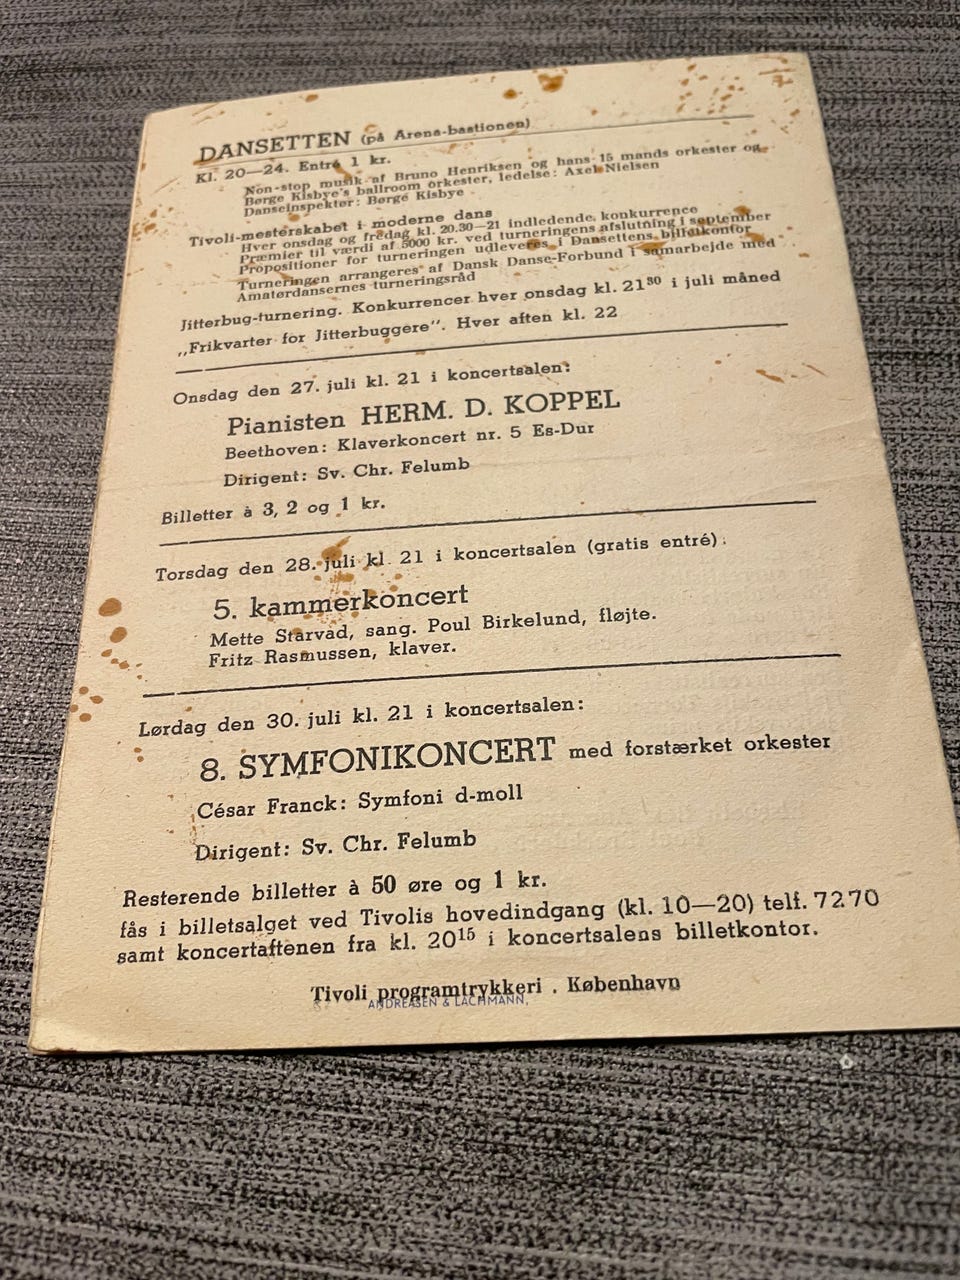 DANSETTEN (på Arena-bastionen)
Kl. 20—24. Entré 1 kr.
Non-stop musik af Bruno Henriksen og hans 15 mands orkester og
Børge Kisbye's ballroom orkester, ledelse: Axel Nielsen
Danseinspektør: Børge Kisbye
Tivoli-mesterskabet i moderne dans
Hver onsdag og fredag kl. 20.30—21 indledende konkurrence
Præmier til værdi af 5000 kr. ved turneringens afslutning i september
Propositioner for turneringen udleveres i Dansettens billetkontor
Turneringen arrangeres af Dansk Danse-Forbund i samarbejde med
Amatørdansernes turneringsråd
Jitterbug-turnering. Konkurrencer hver onsdag kl. 21³⁰ i juli måned
„Frikvarter for Jitterbuggere”. Hver aften kl. 22
Onsdag den 27. juli kl. 21 i koncertsalen:
Pianisten HERM. D. KOPPEL
Beethoven: Klaverkoncert nr. 5 Es-Dur
Dirigent: Sv. Chr. Felumb
Billetter à 3, 2 og 1 kr.
Torsdag den 28. juli kl. 21 i koncertsalen (gratis entré):
5. kammerkoncert
Mette Starvad, sang. Poul Birkelund, fløjte.
Fritz Rasmussen, klaver.
Lørdag den 30. juli kl. 21 i koncertsalen:
8. SYMFONIKONCERT med forstærket orkester
César Franck: Symfoni d-moll
Dirigent: Sv. Chr. Felumb
Resterende billetter à 50 øre og 1 kr.
fås i billetsalget ved Tivolis hovedindgang (kl. 10—20) telf. 7270
samt koncertaftenen fra kl. 20¹⁵ i koncertsalens billetkontor.
Tivoli programtrykkeri . København
ANDREASEN & LACHMANN,